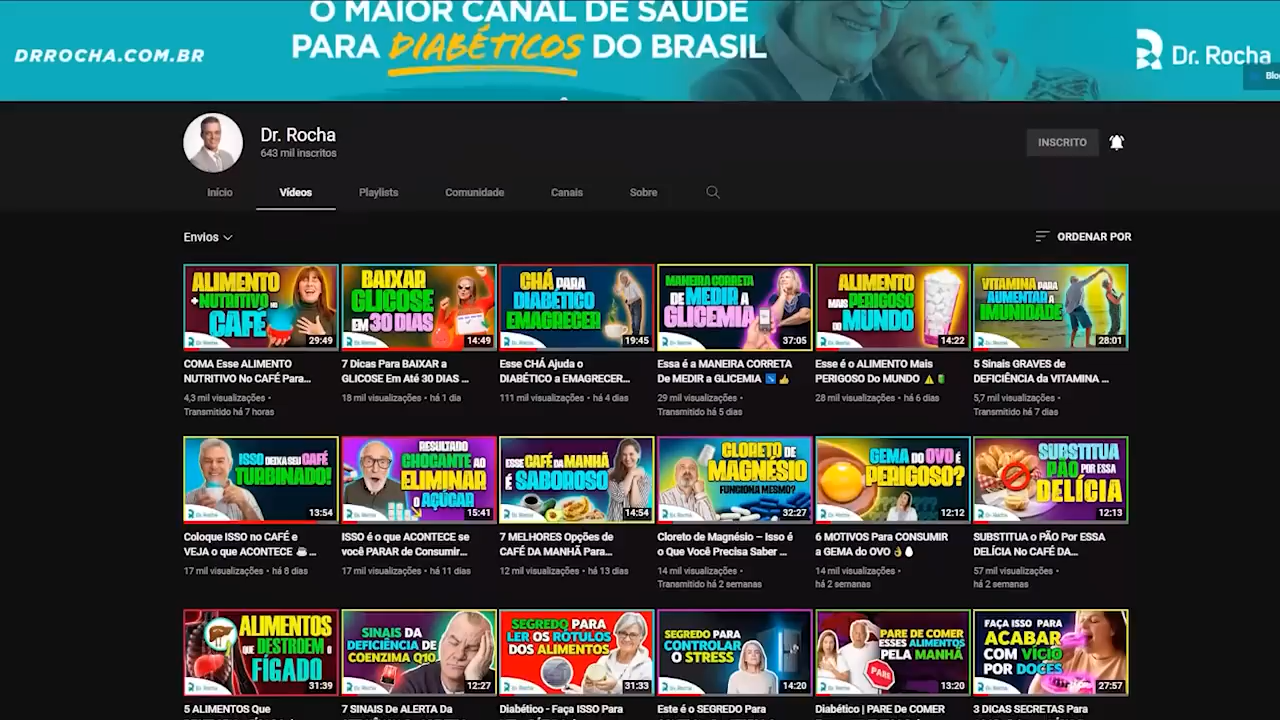 O MAIOR CANAL DE SAÚDE
PARA DIABÉTICOS DO BRASIL
DRROCHA.COM.BR
Dr. Rocha
Dr. Rocha
643 mil inscritos
INSCRITO
Início
Vídeos
Playlists
Comunidade
Canais
Sobre
Envios
ORDENAR POR
ALIMENTO
+ NUTRITIVO NO
CAFÉ
29:49
BAIXAR
GLICOSE
EM 30 DIAS
14:49
CHÁ PARA
DIABÉTICO
EMAGRECER
19:45
MANEIRA CORRETA
DE MEDIR A
GLICEMIA
37:05
ALIMENTO
MAIS PERIGOSO
DO MUNDO
14:22
VITAMINA PARA
AUMENTAR A
IMUNIDADE
28:01
COMA Esse ALIMENTO
NUTRITIVO No CAFÉ Para...
4,3 mil visualizações •
Transmitido há 7 horas
7 Dicas Para BAIXAR a
GLICOSE Em Até 30 DIAS ...
18 mil visualizações • há 1 dia
Esse CHÁ Ajuda o
DIABÉTICO a EMAGRECER...
111 mil visualizações • há 4 dias
Essa é a MANEIRA CORRETA
De MEDIR a GLICEMIA
29 mil visualizações •
Transmitido há 5 dias
Esse é o ALIMENTO Mais
PERIGOSO Do MUNDO
28 mil visualizações • há 6 dias
5 Sinais GRAVES de
DEFICIÊNCIA da VITAMINA ...
5,7 mil visualizações •
Transmitido há 7 dias
ISSO DEIXA SEU CAFÉ
TURBINADO!
13:54
RESULTADO
CHOCANTE AO
ELIMINAR
O AÇÚCAR
15:41
ESSE CAFÉ DA MANHÃ
É SABOROSO
14:54
CLORETO DE
MAGNÉSIO
FUNCIONA MESMO?
32:27
GEMA DO OVO É
PERIGOSO?
12:12
SUBSTITUA
PÃO POR ESSA
DELÍCIA
12:13
Coloque ISSO no CAFÉ e
VEJA o que ACONTECE ...
17 mil visualizações • há 8 dias
ISSO é o que ACONTECE se
você PARAR de Consumir...
17 mil visualizações • há 11 dias
7 MELHORES Opções de
CAFÉ DA MANHÃ Para...
12 mil visualizações • há 13 dias
Cloreto de Magnésio – Isso é
o Que Você Precisa Saber ...
14 mil visualizações •
Transmitido há 2 semanas
6 MOTIVOS Para CONSUMIR
a GEMA do OVO
14 mil visualizações •
há 2 semanas
SUBSTITUA o PÃO Por ESSA
DELÍCIA No CAFÉ DA...
57 mil visualizações •
há 2 semanas
ALIMENTOS
QUE DESTROEM O
FÍGADO
31:39
SINAIS DA
DEFICIÊNCIA DE
COENZIMA Q10
12:27
SEGREDO PARA
LER OS RÓTULOS
DOS ALIMENTOS
31:33
SEGREDO PARA
CONTROLAR
O STRESS
14:20
PARE DE COMER
ESSES ALIMENTOS
PELA MANHÃ
PARE
13:20
FAÇA ISSO PARA
ACABAR
COM VÍCIO
POR DOCES
27:57
5 ALIMENTOS Que
7 SINAIS DE ALERTA Da
Diabético - Faça ISSO Para
Este é o SEGREDO Para
Diabético | PARE De COMER
3 DICAS SECRETAS Para